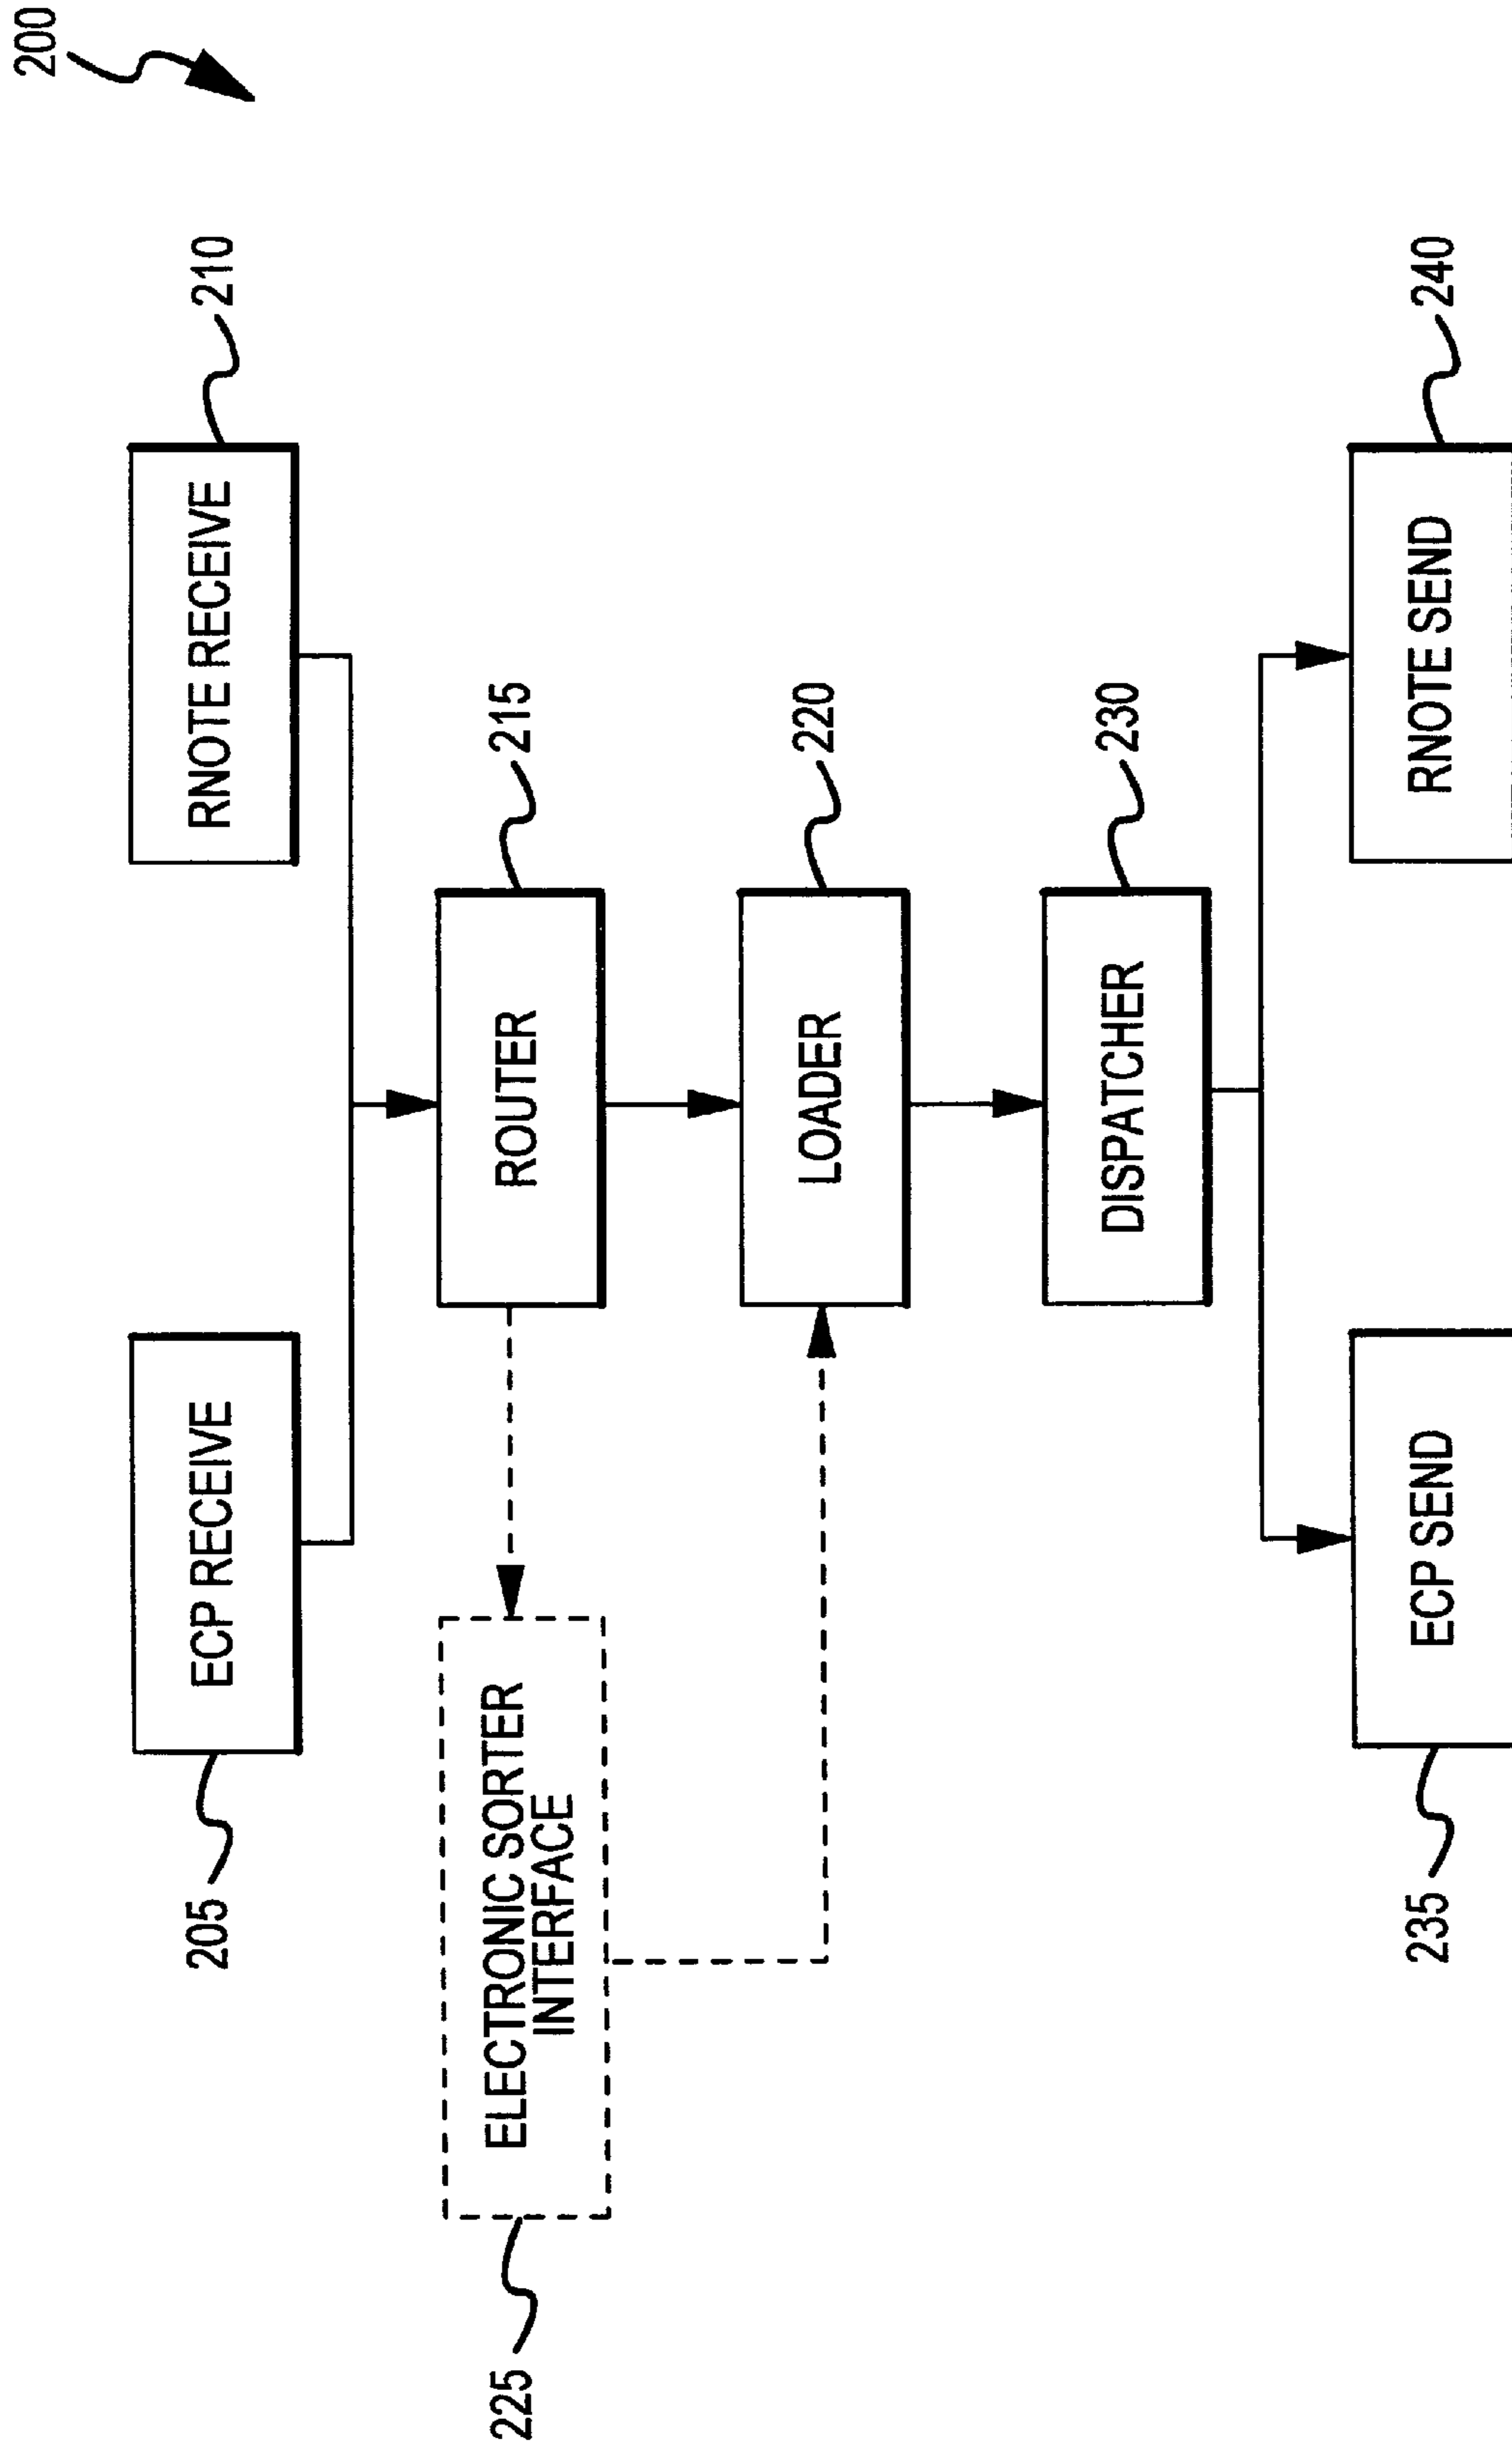 200
205
ECP RECEIVE
RNOTE RECEIVE
210
225
ELECTRONIC SORTER
INTERFACE
ROUTER
215
LOADER
220
DISPATCHER
230
235
ECP SEND
RNOTE SEND
240